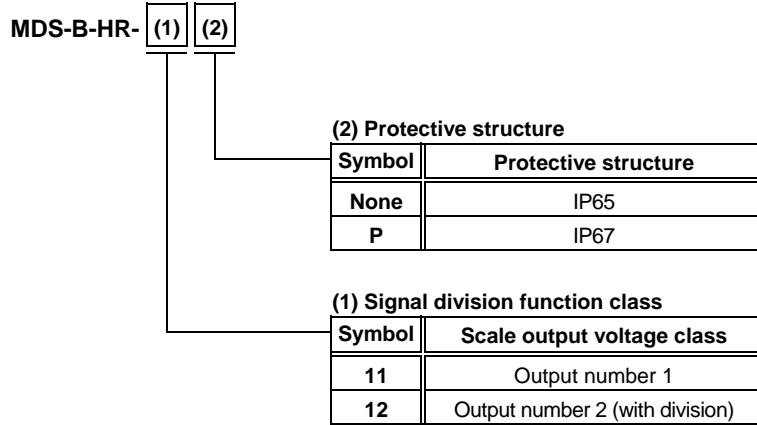 MDS-B-HR- (1) (2)
(2) Protective structure
Symbol Protective structure
None IP65
P IP67
(1) Signal division function class
Symbol Scale output voltage class
11 Output number 1
12 Output number 2 (with division)